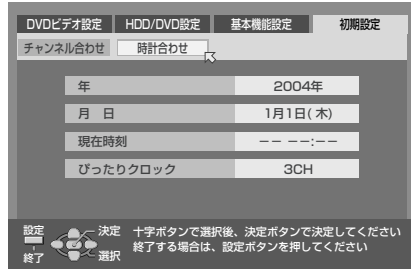 DVDビデオ設定 HDD/DVD設定 基本機能設定 初期設定
チャンネル合わせ 時計合わせ
年 2004年
月 日 1月1日( 木)
現在時刻 −− −−:−−
ぴったりクロック 3CH
設定 決定 十字ボタンで選択後、決定ボタンで決定してください
終了 選択 終了する場合は、設定ボタンを押してください